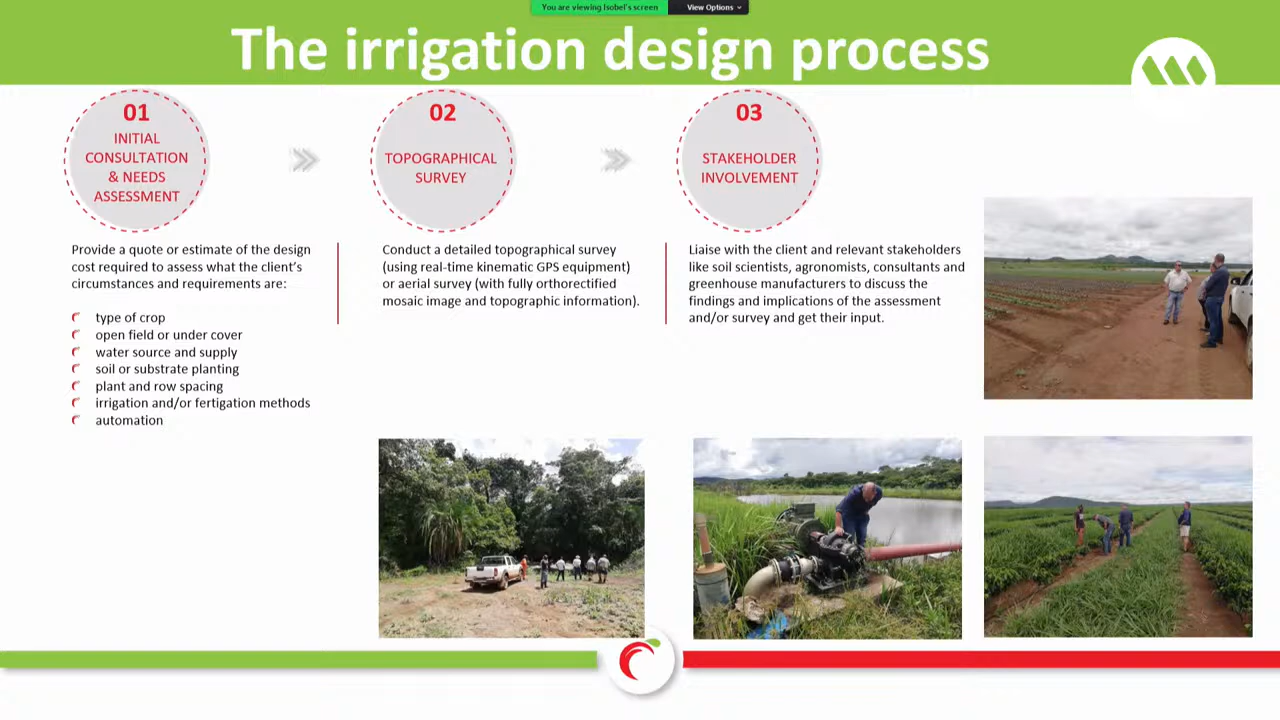 You are viewing Isobel's screen
View Options
The irrigation design process
01
INITIAL
CONSULTATION
& NEEDS
ASSESSMENT
02
TOPOGRAPHICAL
SURVEY
03
STAKEHOLDER
INVOLVEMENT
Provide a quote or estimate of the design
cost required to assess what the client's
circumstances and requirements are:
type of crop
open field or under cover
water source and supply
soil or substrate planting
plant and row spacing
irrigation and/or fertigation methods
automation
Conduct a detailed topographical survey
(using real-time kinematic GPS equipment)
or aerial survey (with fully orthorectified
mosaic image and topographic information).
Liaise with the client and relevant stakeholders
like soil scientists, agronomists, consultants and
greenhouse manufacturers to discuss the
findings and implications of the assessment
and/or survey and get their input.